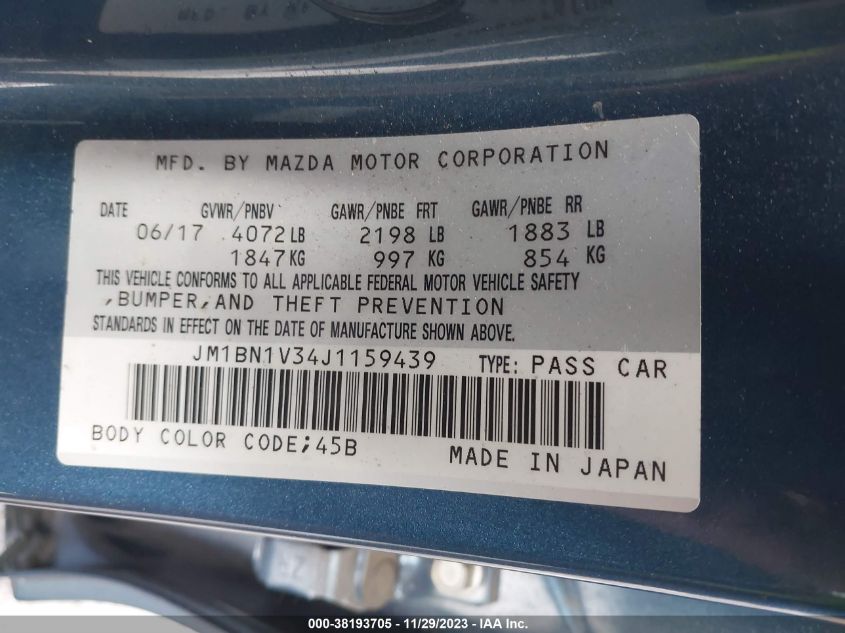 MFD. BY MAZDA MOTOR CORPORATION
DATE GVWR/PNBV GAWR/PNBE FRT GAWR/PNBE RR
06/17 4072 LB 2198 LB 1883 LB
1847 KG 997 KG 854 KG
THIS VEHICLE CONFORMS TO ALL APPLICABLE FEDERAL MOTOR VEHICLE SAFETY
,BUMPER,AND THEFT PREVENTION
STANDARDS IN EFFECT ON THE DATE OF MANUFACTURE SHOWN ABOVE.
JM1BN1V34J1159439 TYPE: PASS CAR
BODY COLOR CODE;45B
MADE IN JAPAN
000-38193705 - 11/29/2023 - IAA Inc.